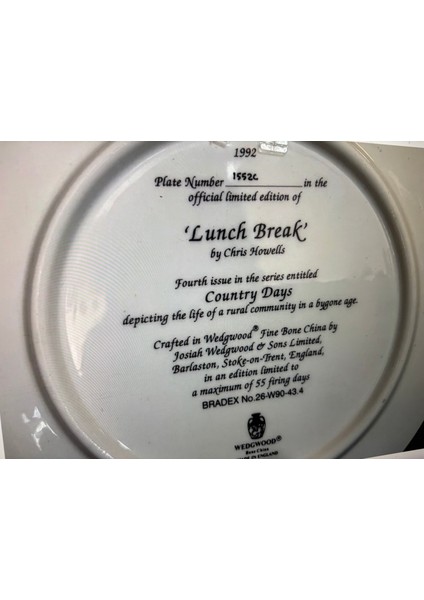 1992
Plate Number 1552C in the
official limited edition of
‘Lunch Break’
by Chris Howells
Fourth issue in the series entitled
Country Days
depicting the life of a rural community in a bygone age.
Crafted in Wedgwood® Fine Bone China by
Josiah Wedgwood & Sons Limited,
Barlaston, Stoke-on-Trent, England,
in an edition limited to
a maximum of 55 firing days
BRADEX No.26-W90-43.4
WEDGWOOD®
Bone China
IN ENGLAND